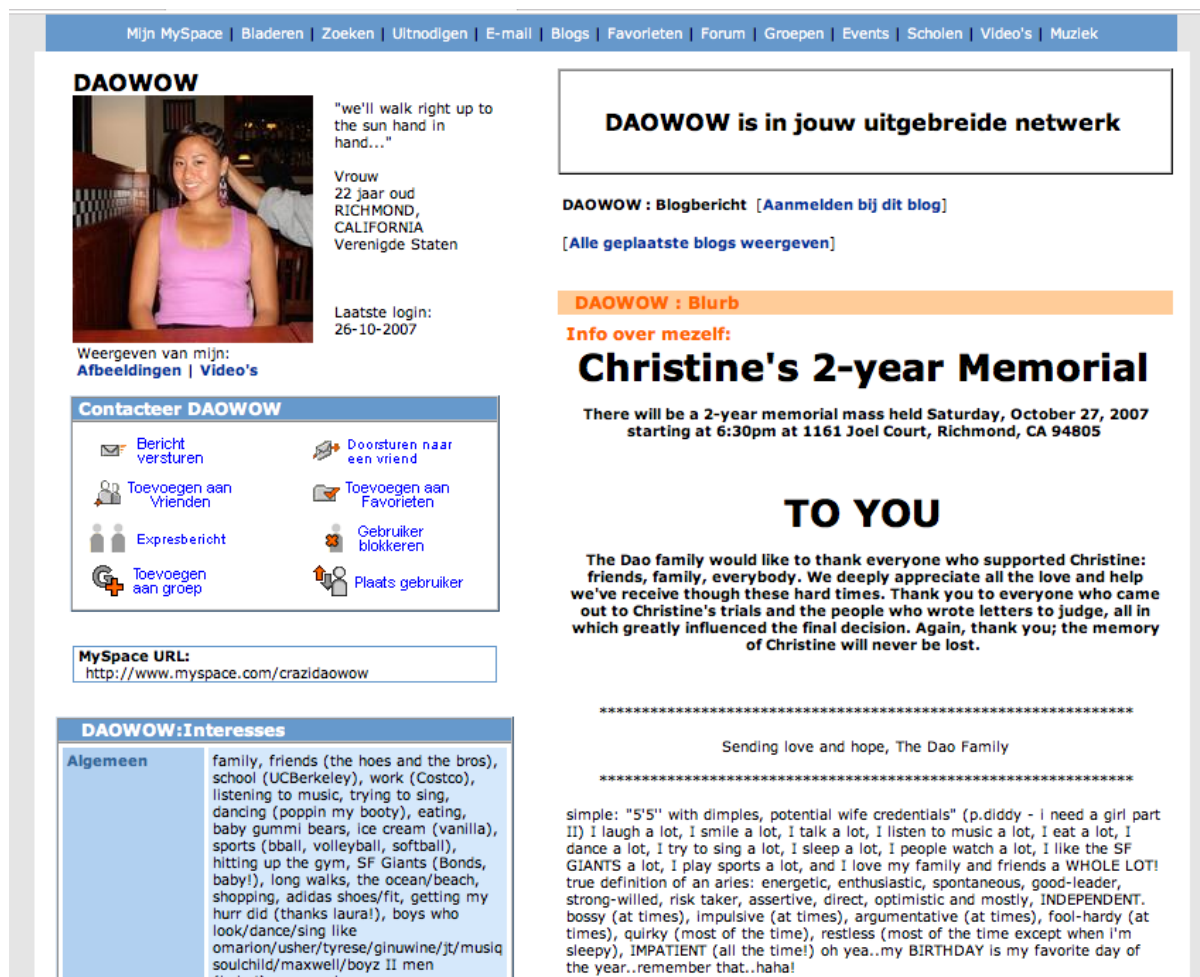 Mijn MySpace | Bladeren | Zoeken | Uitnodigen | E-mail | Blogs | Favorieten | Forum | Groepen | Events | Scholen | Video's | Muziek
DAOWOW
"we'll walk right up to
the sun hand in
hand..."
Vrouw
22 jaar oud
RICHMOND,
CALIFORNIA
Verenigde Staten
Laatste login:
26-10-2007
Weergeven van mijn:
Afbeeldingen | Video's
Contacteer DAOWOW
Bericht
versturen
Doorsturen naar
een vriend
Toevoegen aan
Vrienden
Toevoegen aan
Favorieten
Expresbericht
Gebruiker
blokkeren
Toevoegen
aan groep
Plaats gebruiker
MySpace URL:
http://www.myspace.com/crazidaowow
DAOWOW:Interesses
Algemeen
family, friends (the hoes and the bros),
school (UCBerkeley), work (Costco),
listening to music, trying to sing,
dancing (poppin my booty), eating,
baby gummi bears, ice cream (vanilla),
sports (bball, volleyball, softball),
hitting up the gym, SF Giants (Bonds,
baby!), long walks, the ocean/beach,
shopping, adidas shoes/fit, getting my
hurr did (thanks laura!), boys who
look/dance/sing like
omarion/usher/tyrese/ginuwine/jt/musiq
soulchild/maxwell/boyz II men
DAOWOW is in jouw uitgebreide netwerk
DAOWOW : Blogbericht [Aanmelden bij dit blog]
[Alle geplaatste blogs weergeven]
DAOWOW : Blurb
Info over mezelf:
Christine's 2-year Memorial
There will be a 2-year memorial mass held Saturday, October 27, 2007
starting at 6:30pm at 1161 Joel Court, Richmond, CA 94805
TO YOU
The Dao family would like to thank everyone who supported Christine:
friends, family, everybody. We deeply appreciate all the love and help
we've receive though these hard times. Thank you to everyone who came
out to Christine's trials and the people who wrote letters to judge, all in
which greatly influenced the final decision. Again, thank you; the memory
of Christine will never be lost.
***************************************************************
Sending love and hope, The Dao Family
***************************************************************
simple: "5'5'' with dimples, potential wife credentials" (p.diddy - i need a girl part
II) I laugh a lot, I smile a lot, I talk a lot, I listen to music a lot, I eat a lot, I
dance a lot, I try to sing a lot, I sleep a lot, I people watch a lot, I like the SF
GIANTS a lot, I play sports a lot, and I love my family and friends a WHOLE LOT!
true definition of an aries: energetic, enthusiastic, spontaneous, good-leader,
strong-willed, risk taker, assertive, direct, optimistic and mostly, INDEPENDENT.
bossy (at times), impulsive (at times), argumentative (at times), fool-hardy (at
times), quirky (most of the time), restless (most of the time except when i'm
sleepy), IMPATIENT (all the time!) oh yea..my BIRTHDAY is my favorite day of
the year..remember that..haha!